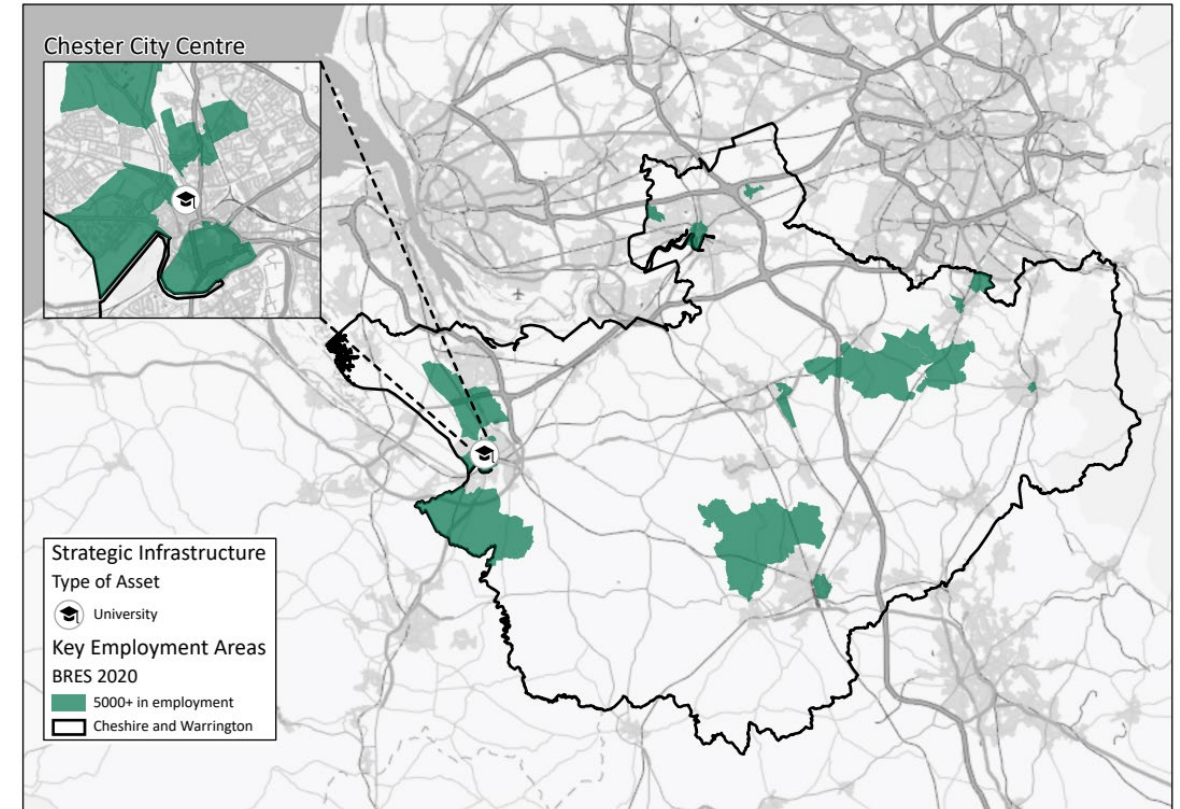 Chester City Centre
Strategic Infrastructure
Type of Asset
University
Key Employment Areas
BRES 2020
5000+ in employment
Cheshire and Warrington